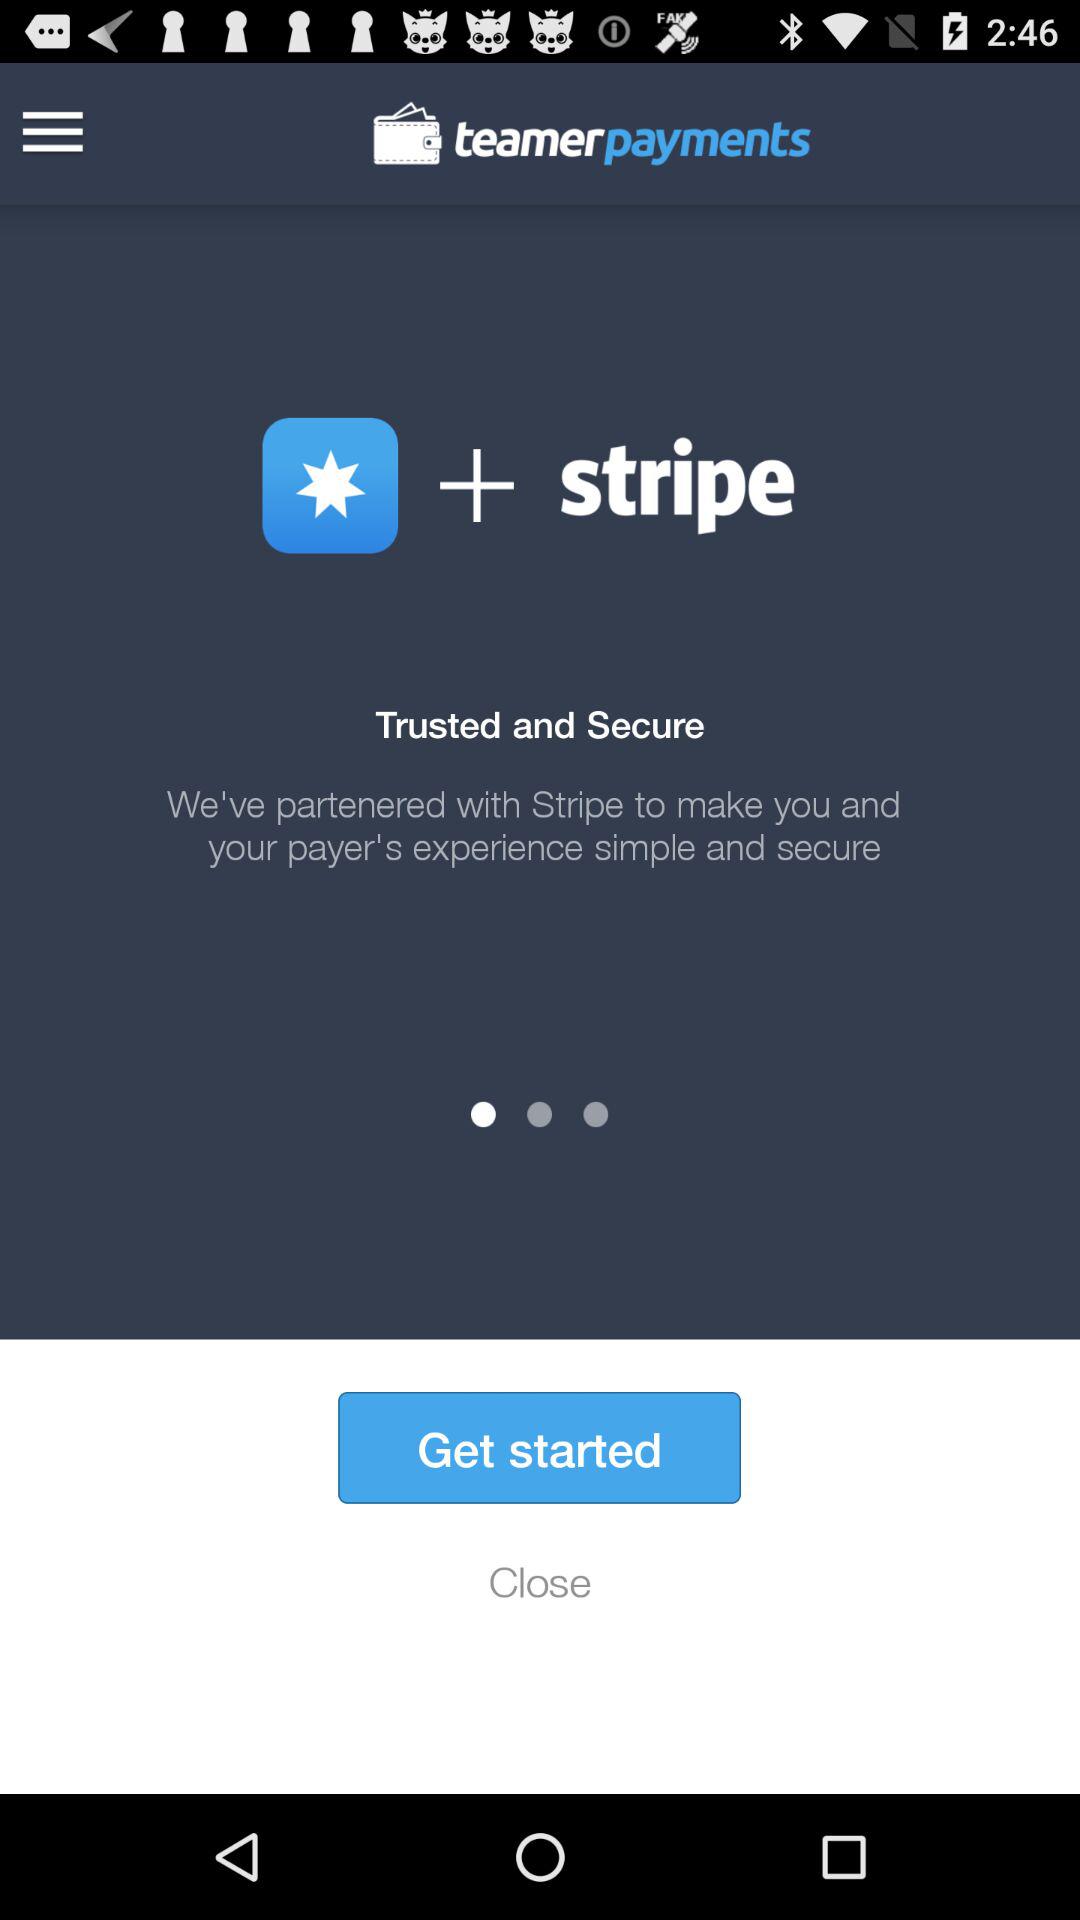 FAKE
2:46
teamerpayments
stripe
Trusted and Secure
We've partenered with Stripe to make you and
your payer's experience simple and secure
Get started
Close